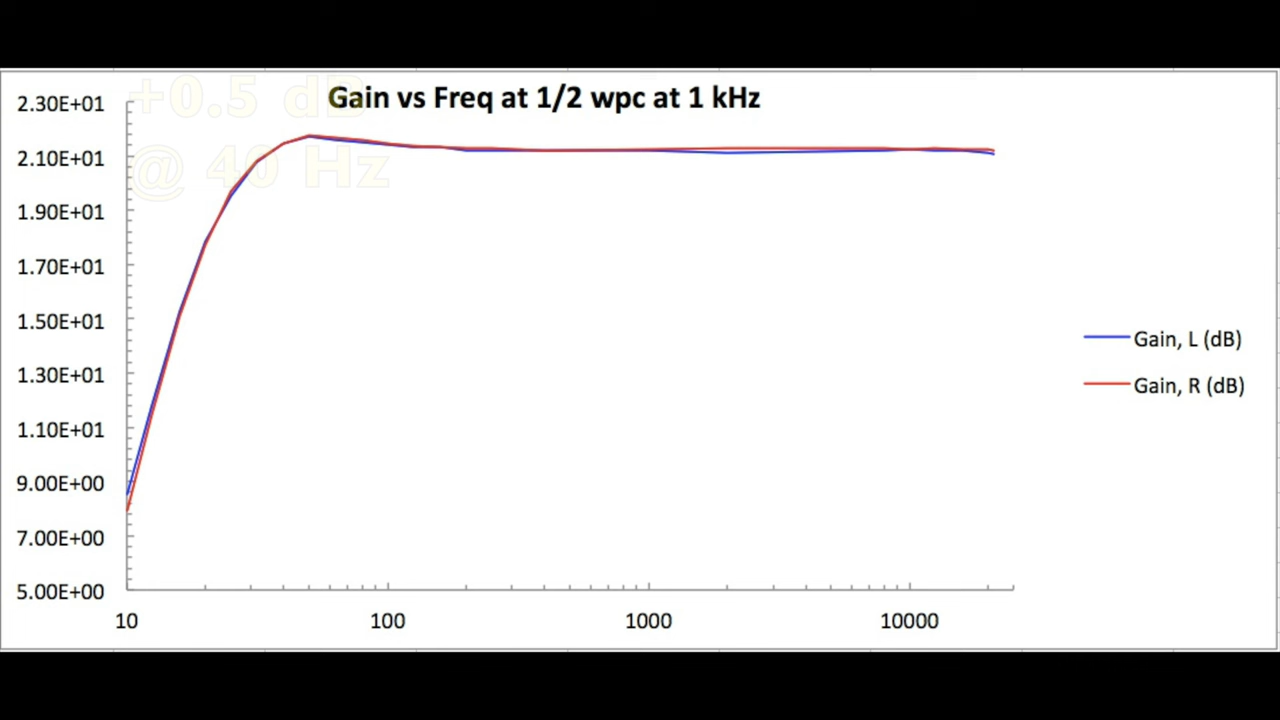 +0.5 dB
@ 40 Hz
Gain vs Freq at 1/2 wpc at 1 kHz
2.30E+01
2.10E+01
1.90E+01
1.70E+01
1.50E+01
1.30E+01
1.10E+01
9.00E+00
7.00E+00
5.00E+00
10 100 1000 10000
Gain, L (dB)
Gain, R (dB)